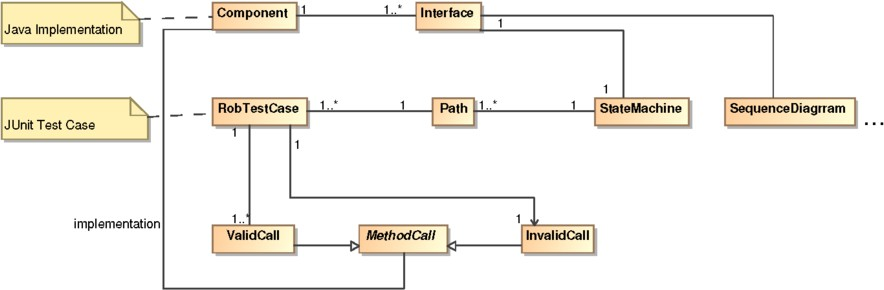 Component
1
1..*
Interface
Java Implementation
1
1
RobTestCase
1..*
1
Path
1..*
1
StateMachine
SequenceDiagrram
...
JUnit Test Case
1
1
implementation
1..*
1
ValidCall
MethodCall
InvalidCall